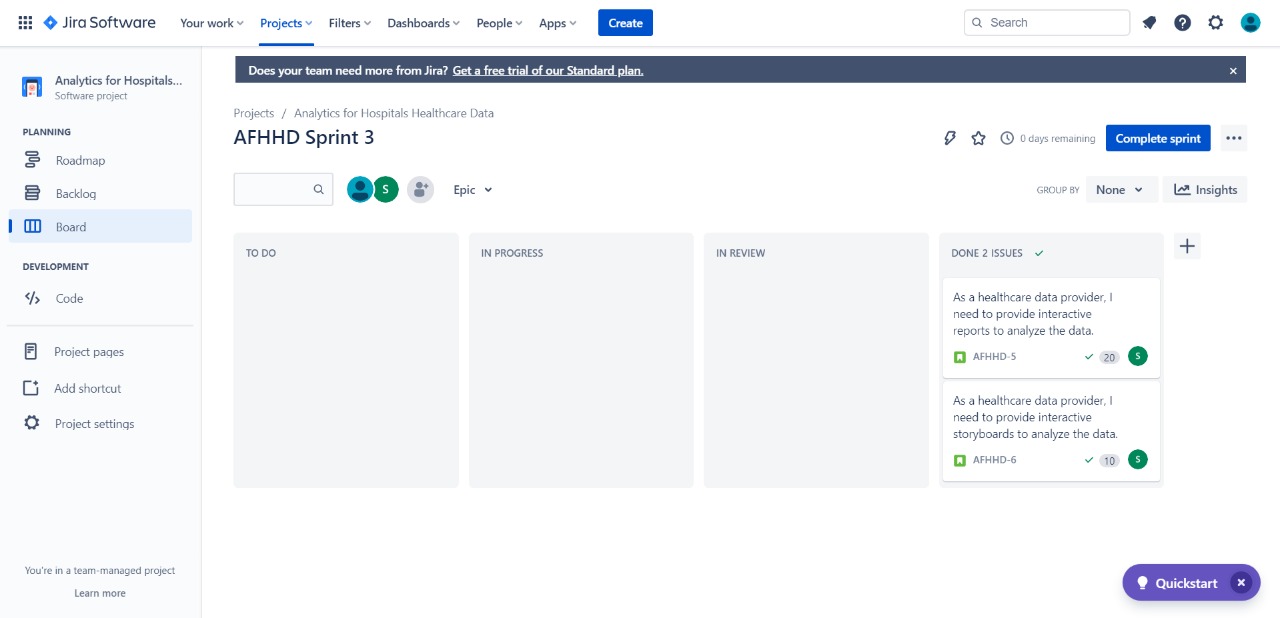 Jira Software
Your work
Projects
Filters
Dashboards
People
Apps
Create
Search
Analytics for Hospitals...
Software project
PLANNING
Roadmap
Backlog
Board
DEVELOPMENT
Code
Project pages
Add shortcut
Project settings
You're in a team-managed project
Learn more
Does your team need more from Jira? Get a free trial of our Standard plan.
Projects / Analytics for Hospitals Healthcare Data
AFHHD Sprint 3
0 days remaining
Complete sprint
S
Epic
GROUP BY
None
Insights
TO DO
IN PROGRESS
IN REVIEW
DONE 2 ISSUES
As a healthcare data provider, I
need to provide interactive
reports to analyze the data.
AFHHD-5
20
S
As a healthcare data provider, I
need to provide interactive
storyboards to analyze the data.
AFHHD-6
10
S
Quickstart